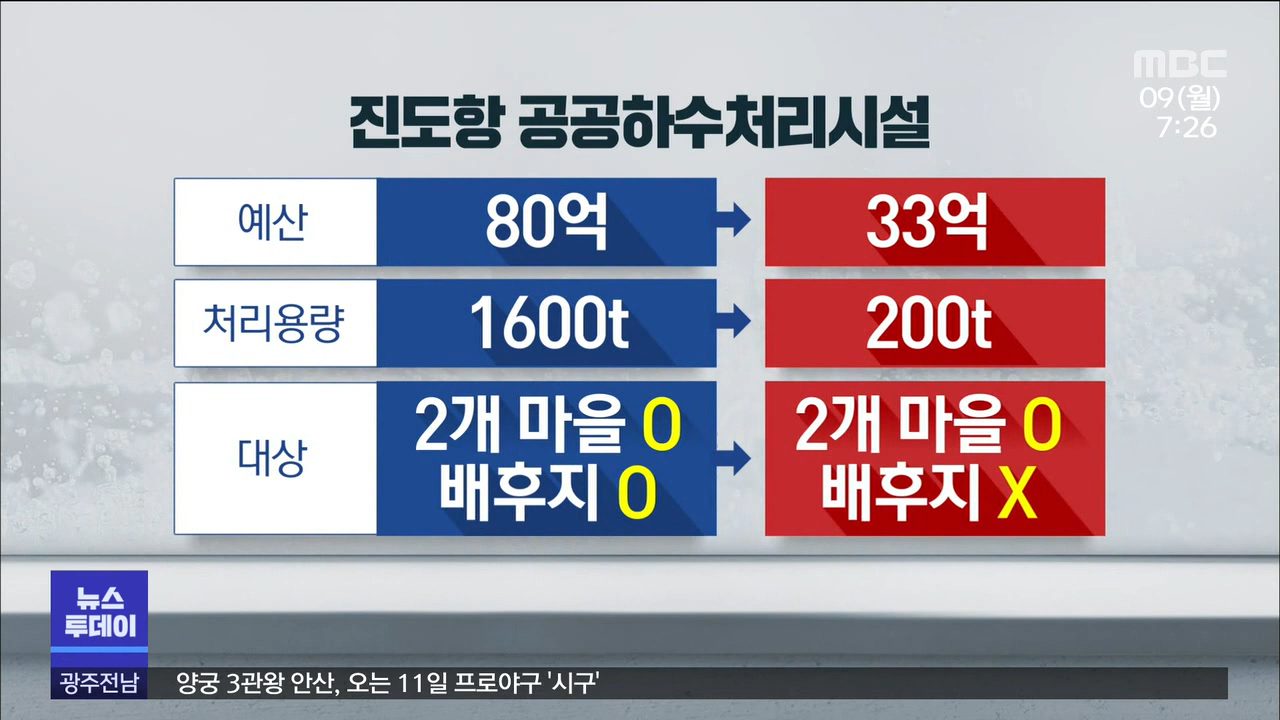 MBC
09(월)
7:26
진도항 공공하수처리시설
예산 80억 33억
처리용량 1600t 200t
대상 2개 마을 O 2개 마을 O
배후지 O 배후지 X
뉴스
투데이
광주전남 양궁 3관왕 안산, 오는 11일 프로야구 '시구'